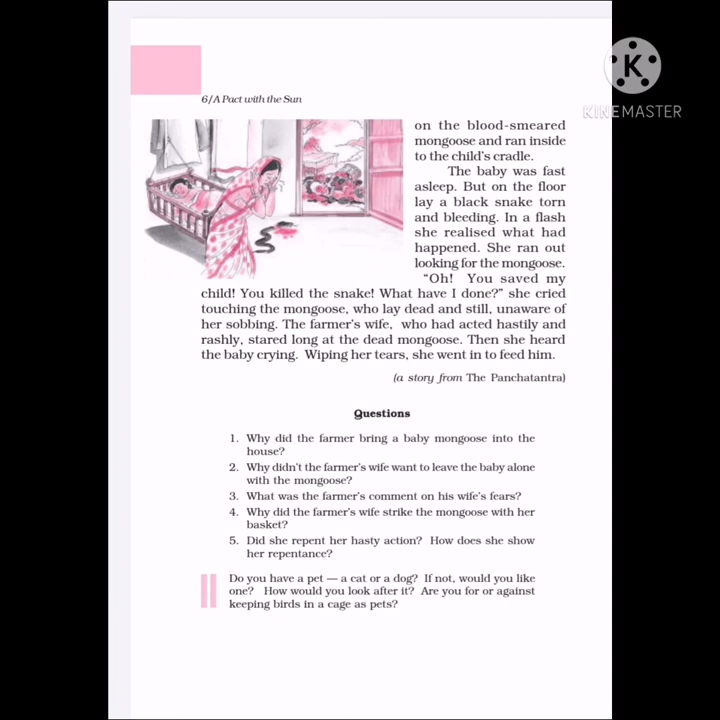 K
KINEMASTER
6/A Pact with the Sun
on the blood-smeared
mongoose and ran inside
to the child's cradle.
The baby was fast
asleep. But on the floor
lay a black snake torn
and bleeding. In a flash
she realised what had
happened. She ran out
looking for the mongoose.
"Oh! You saved my
child! You killed the snake! What have I done?" she cried
touching the mongoose, who lay dead and still, unaware of
her sobbing. The farmer's wife, who had acted hastily and
rashly, stared long at the dead mongoose. Then she heard
the baby crying. Wiping her tears, she went in to feed him.
(a story from The Panchatantra)
Questions
1. Why did the farmer bring a baby mongoose into the
house?
2. Why didn't the farmer's wife want to leave the baby alone
with the mongoose?
3. What was the farmer's comment on his wife's fears?
4. Why did the farmer's wife strike the mongoose with her
basket?
5. Did she repent her hasty action? How does she show
her repentance?
Do you have a pet — a cat or a dog? If not, would you like
one? How would you look after it? Are you for or against
keeping birds in a cage as pets?